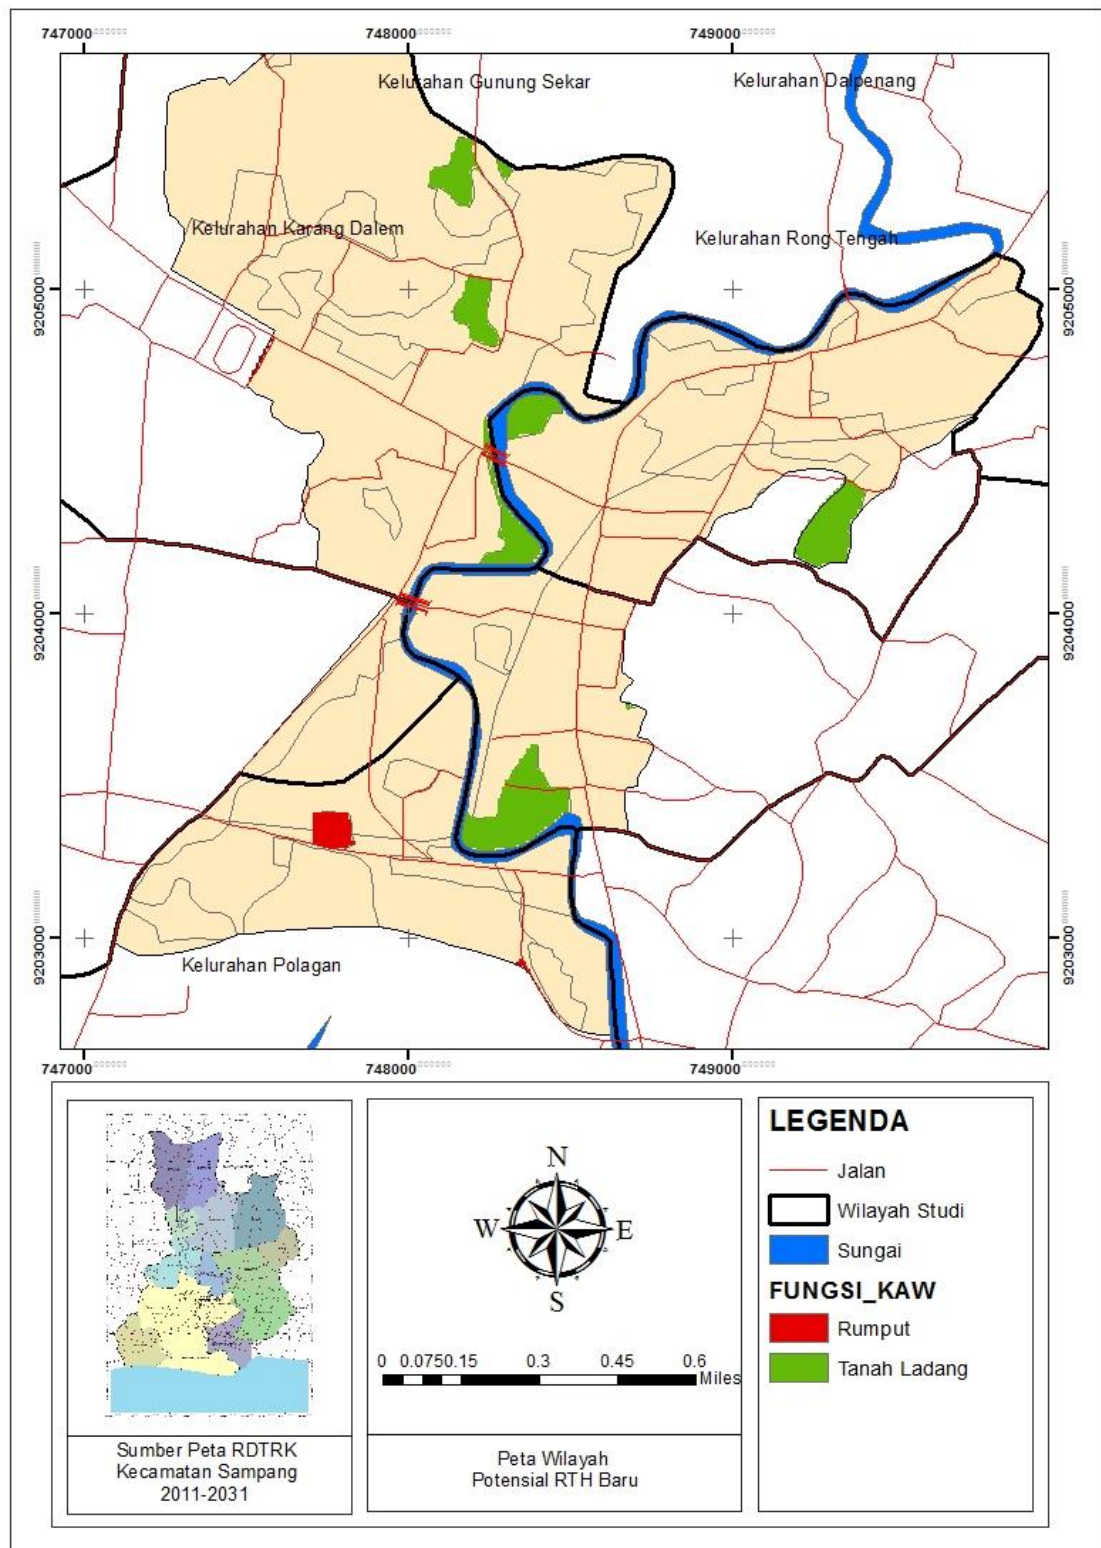 747000 748000 749000
Kelurahan Gunung Sekar
Kelurahan Dalpenang
Kelurahan Karang Dalem
Kelurahan Rong Tengah
9205000 9205000
9204000 9204000
9203000 9203000
Kelurahan Polagan
747000 748000 749000
Sumber Peta RDTRK
Kecamatan Sampang
2011-2031
N
W E
S
0 0.075 0.15 0.3 0.45 0.6
Miles
Peta Wilayah
Potensial RTH Baru
LEGENDA
Jalan
Wilayah Studi
Sungai
FUNGSI_KAW
Rumput
Tanah Ladang